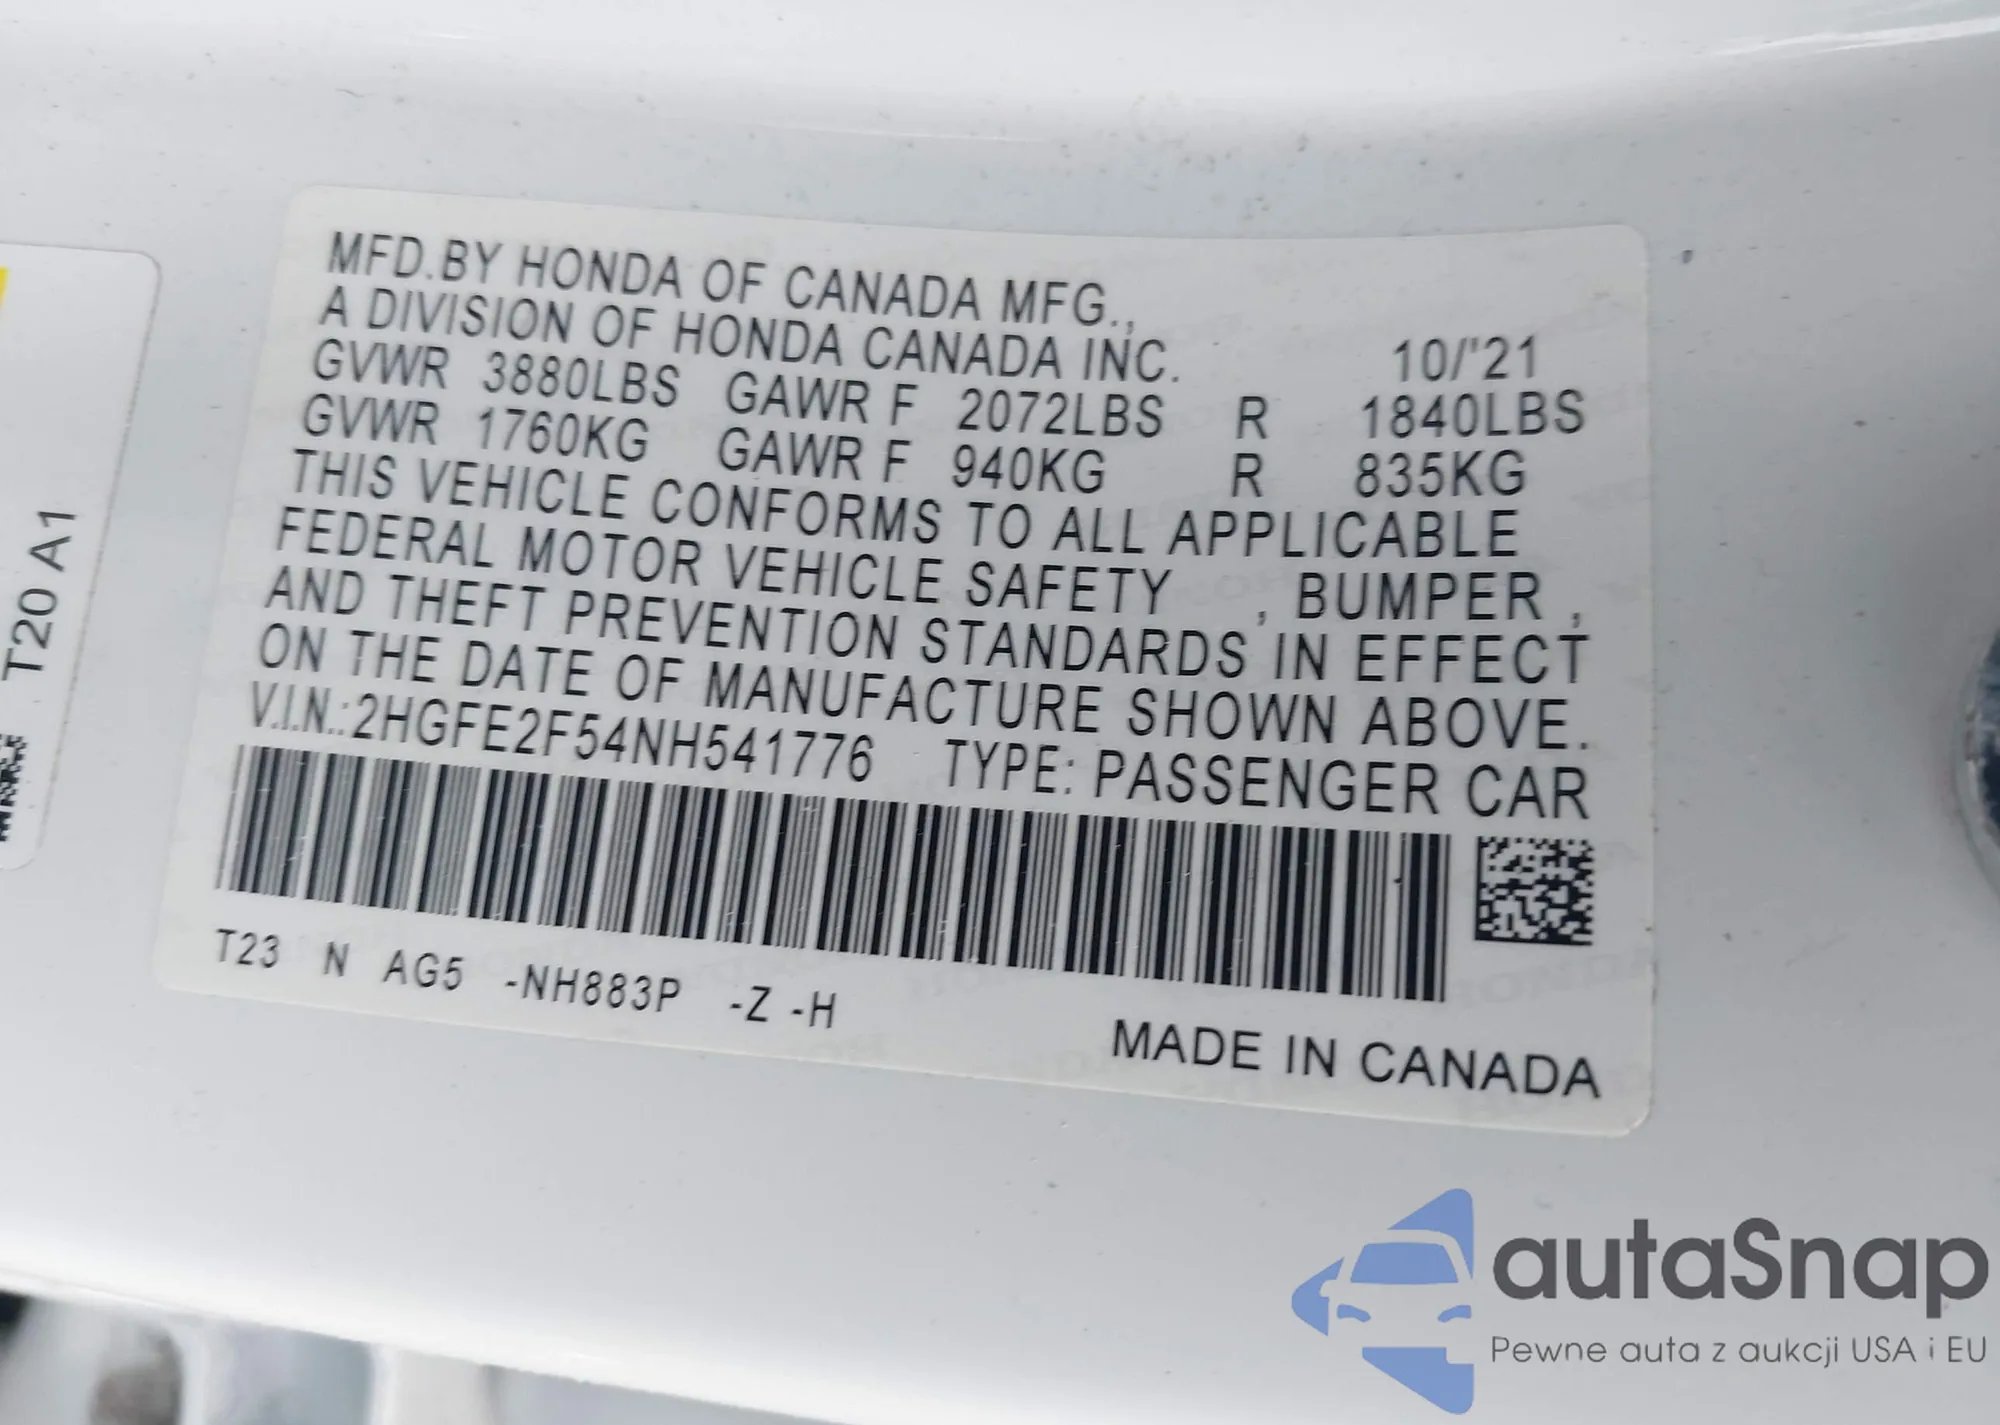 MFD.BY HONDA OF CANADA MFG.,
A DIVISION OF HONDA CANADA INC. 10/'21
GVWR 3880LBS GAWR F 2072LBS R 1840LBS
GVWR 1760KG GAWR F 940KG R 835KG
THIS VEHICLE CONFORMS TO ALL APPLICABLE
FEDERAL MOTOR VEHICLE SAFETY , BUMPER ,
AND THEFT PREVENTION STANDARDS IN EFFECT
ON THE DATE OF MANUFACTURE SHOWN ABOVE.
V.I.N.:2HGFE2F54NH541776 TYPE: PASSENGER CAR
T23 N AG5 -NH883P -Z -H
MADE IN CANADA
T20 A1
autaSnap
Pewne auta z aukcji USA i EU